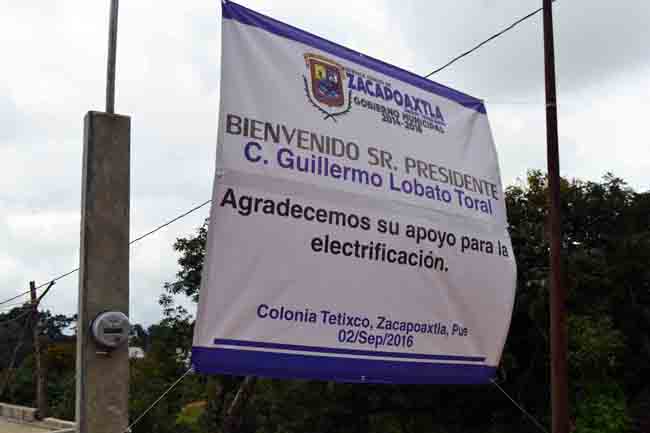 ZACAPOAXTLA
GOBIERNO MUNICIPAL
2014-2018
BIENVENIDO SR. PRESIDENTE
C. Guillermo Lobato Toral
Agradecemos su apoyo para la
electrificación.
Colonia Tetixco, Zacapoaxtla, Pue
02/Sep/2016